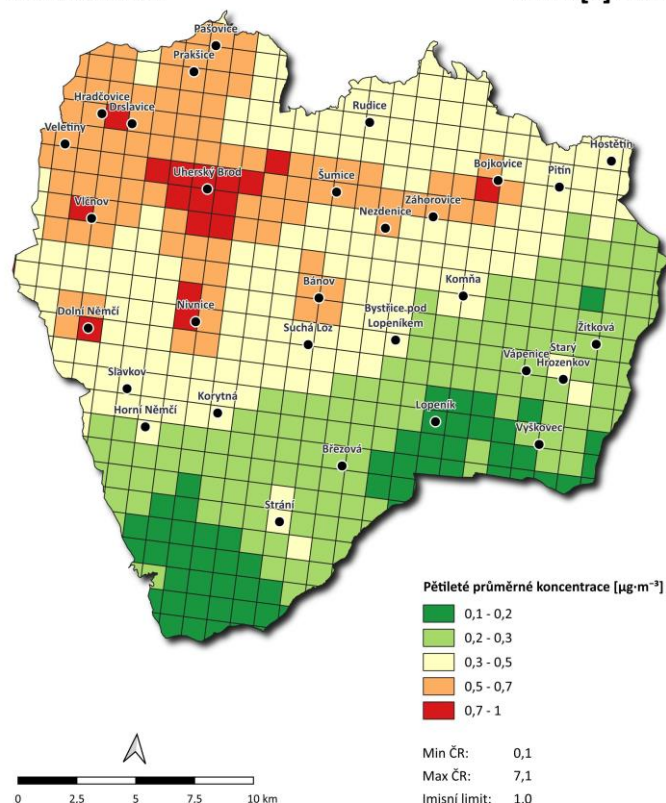 Pašovice
Prakšice
Hradčovice
Drslavice
Rudice
Veletiny
Hostětín
Uherský Brod
Šumice
Bojkovice
Pitín
Vlčnov
Záhorovice
Nezdenice
Komňa
Bánov
Bystřice pod
Lopeníkem
Dolní Němčí
Nivnice
Suchá Loz
Žítková
Starý
Hrozenkov
Vápenice
Slavkov
Korytná
Horní Němčí
Lopeník
Vyškovec
Březová
Strání
Pětileté průměrné koncentrace [µg·m⁻³]
0,1 - 0,2
0,2 - 0,3
0,3 - 0,5
0,5 - 0,7
0,7 - 1
Min ČR: 0,1
Max ČR: 7,1
Imisní limit: 1,0
0 2.5 5 7.5 10 km